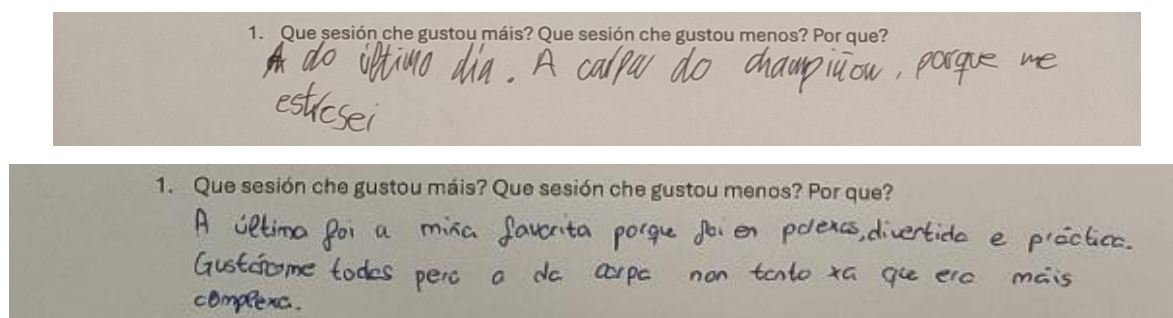 1. Que sesión che gustou máis? Que sesión che gustou menos? Por que?
A do último día. A carpa do champiñon, porque me
estresei
1. Que sesión che gustou máis? Que sesión che gustou menos? Por que?
A última foi a miña favorita porque foi en parexas, divertida e práctica.
Gustáronme todas pero a da carpa non tanto xa que era máis
complexa.